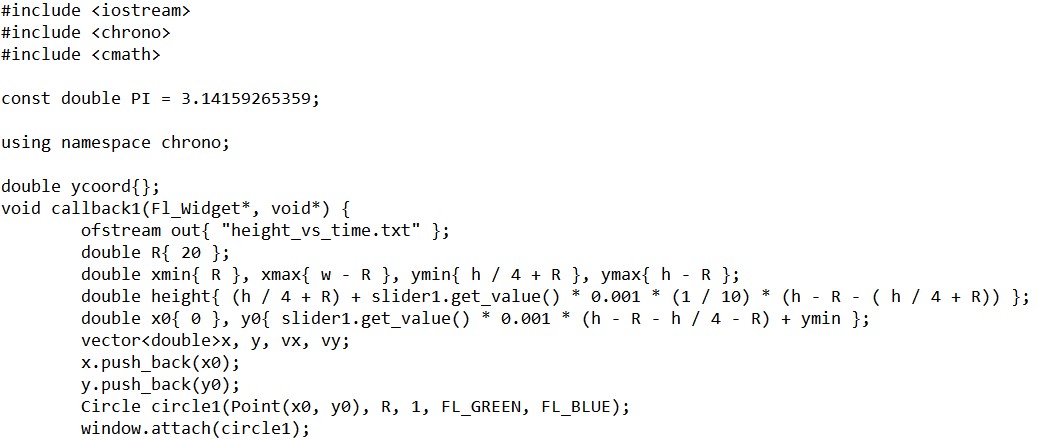 #include <iostream>
#include <chrono>
#include <cmath>
const double PI = 3.14159265359;
using namespace chrono;
double ycoord{};
void callback1(Fl_Widget*, void*) {
ofstream out{ "height_vs_time.txt" };
double R{ 20 };
double xmin{ R }, xmax{ w - R }, ymin{ h / 4 + R }, ymax{ h - R };
double height{ (h / 4 + R) + slider1.get_value() * 0.001 * (1 / 10) * (h - R - ( h / 4 + R)) };
double x0{ 0 }, y0{ slider1.get_value() * 0.001 * (h - R - h / 4 - R) + ymin };
vector<double>x, y, vx, vy;
x.push_back(x0);
y.push_back(y0);
Circle circle1(Point(x0, y0), R, 1, FL_GREEN, FL_BLUE);
window.attach(circle1);